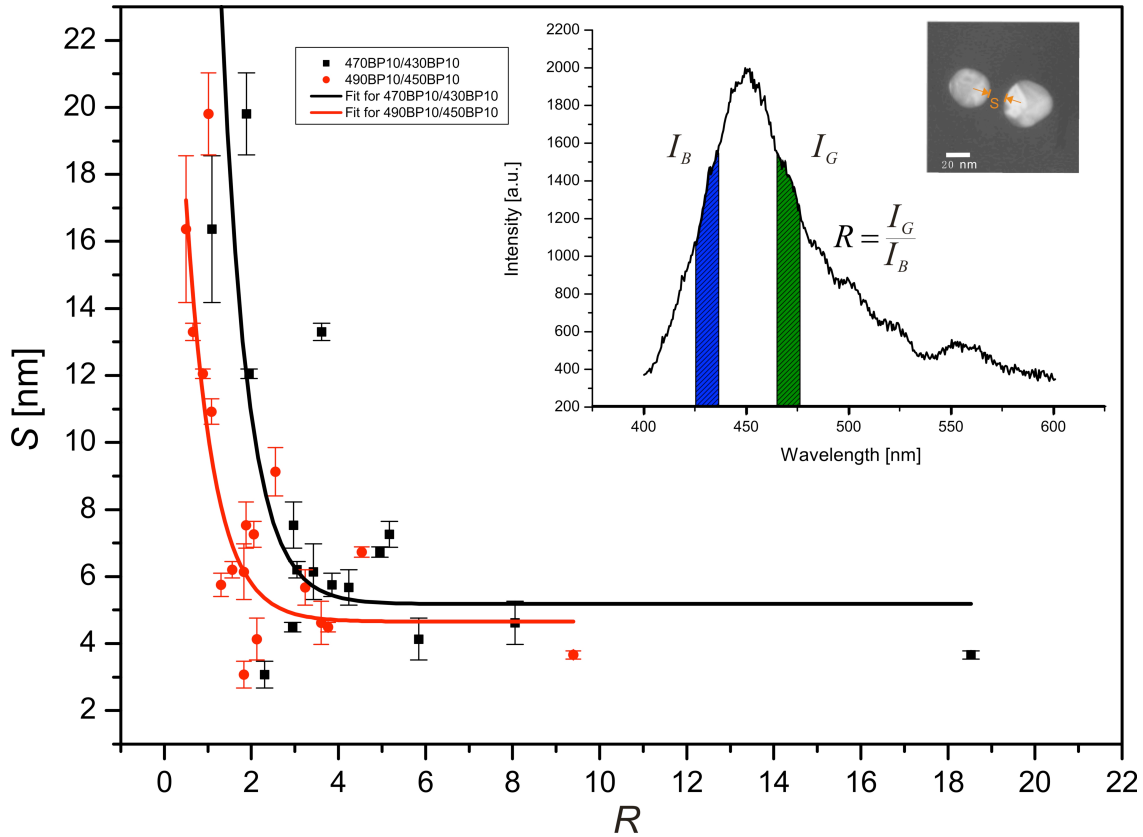 22
20
18
16
14
12
10
8
6
4
2
S [nm]
0 2 4 6 8 10 12 14 16 18 20 22
R
470BP10/430BP10
490BP10/450BP10
Fit for 470BP10/430BP10
Fit for 490BP10/450BP10
2200
2000
1800
1600
1400
1200
1000
800
600
400
200
Intensity [a.u.]
I_B
I_G
R = I_G / I_B
400 450 500 550 600
Wavelength [nm]
S
20 nm